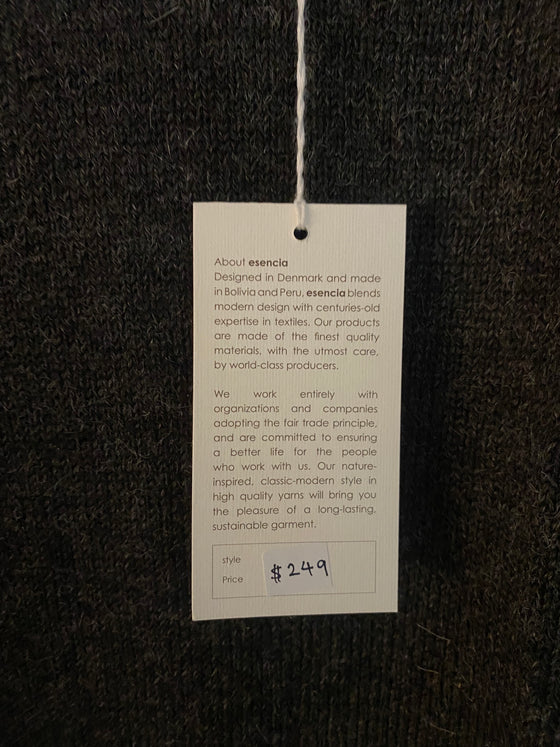 About esencia
Designed in Denmark and made
in Bolivia and Peru, esencia blends
modern design with centuries-old
expertise in textiles. Our products
are made of the finest quality
materials, with the utmost care,
by world-class producers.
We work entirely with
organizations and companies
adopting the fair trade principle,
and are committed to ensuring
a better life for the people
who work with us. Our nature-
inspired, classic-modern style in
high quality yarns will bring you
the pleasure of a long-lasting,
sustainable garment.
style
Price
$249